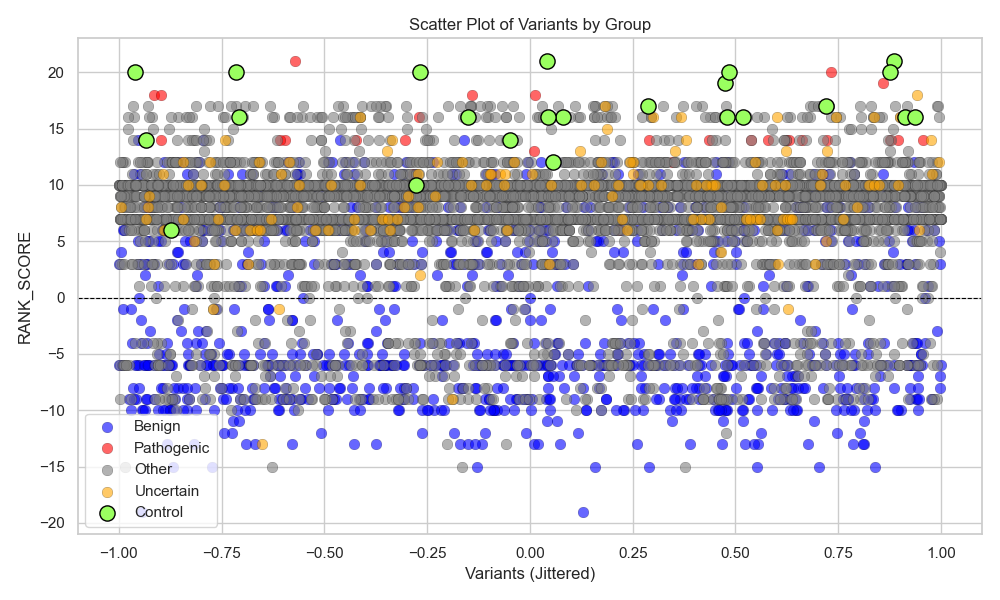 Scatter Plot of Variants by Group
RANK_SCORE
20
15
10
5
0
−5
−10
−15
−20
Benign
Pathogenic
Other
Uncertain
Control
−1.00 −0.75 −0.50 −0.25 0.00 0.25 0.50 0.75 1.00
Variants (Jittered)